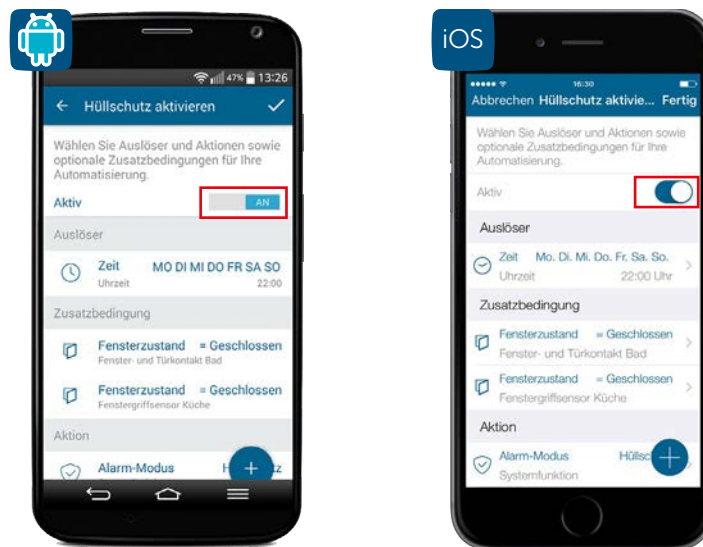 47% 13:26
Hüllschutz aktivieren
Wählen Sie Auslöser und Aktionen sowie
optionale Zusatzbedingungen für Ihre
Automatisierung.
Aktiv AN
Auslöser
Zeit MO DI MI DO FR SA SO
Uhrzeit 22:00
Zusatzbedingung
Fensterzustand = Geschlossen
Fenster- und Türkontakt Bad
Fensterzustand = Geschlossen
Fenstergriffsensor Küche
Aktion
Alarm-Modus
iOS
16:30
Abbrechen Hüllschutz aktivie... Fertig
Wählen Sie Auslöser und Aktionen sowie
optionale Zusatzbedingungen für Ihre
Automatisierung.
Aktiv
Auslöser
Zeit Mo. Di. Mi. Do. Fr. Sa. So.
Uhrzeit 22:00 Uhr
Zusatzbedingung
Fensterzustand = Geschlossen
Fenster- und Türkontakt Bad
Fensterzustand = Geschlossen
Fenstergriffsensor Küche
Aktion
Alarm-Modus
Systemfunktion